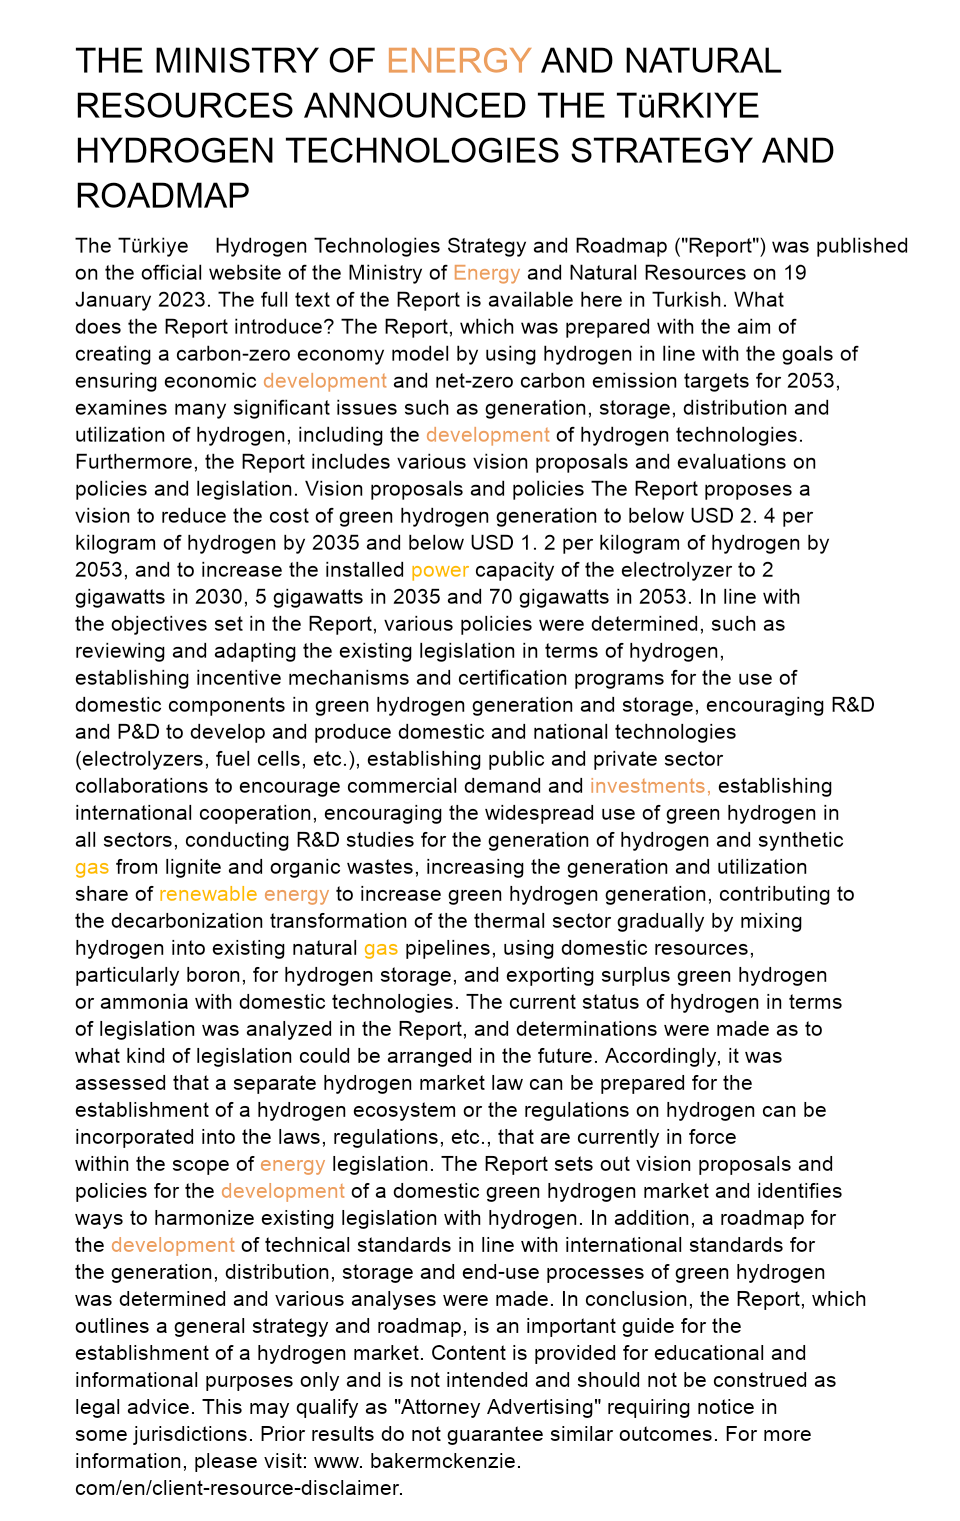 THE MINISTRY OF ENERGY AND NATURAL
RESOURCES ANNOUNCED THE TüRKIYE
HYDROGEN TECHNOLOGIES STRATEGY AND
ROADMAP
The Türkiye Hydrogen Technologies Strategy and Roadmap ("Report") was published
on the official website of the Ministry of Energy and Natural Resources on 19
January 2023. The full text of the Report is available here in Turkish. What
does the Report introduce? The Report, which was prepared with the aim of
creating a carbon-zero economy model by using hydrogen in line with the goals of
ensuring economic development and net-zero carbon emission targets for 2053,
examines many significant issues such as generation, storage, distribution and
utilization of hydrogen, including the development of hydrogen technologies.
Furthermore, the Report includes various vision proposals and evaluations on
policies and legislation. Vision proposals and policies The Report proposes a
vision to reduce the cost of green hydrogen generation to below USD 2. 4 per
kilogram of hydrogen by 2035 and below USD 1. 2 per kilogram of hydrogen by
2053, and to increase the installed power capacity of the electrolyzer to 2
gigawatts in 2030, 5 gigawatts in 2035 and 70 gigawatts in 2053. In line with
the objectives set in the Report, various policies were determined, such as
reviewing and adapting the existing legislation in terms of hydrogen,
establishing incentive mechanisms and certification programs for the use of
domestic components in green hydrogen generation and storage, encouraging R&D
and P&D to develop and produce domestic and national technologies
(electrolyzers, fuel cells, etc.), establishing public and private sector
collaborations to encourage commercial demand and investments, establishing
international cooperation, encouraging the widespread use of green hydrogen in
all sectors, conducting R&D studies for the generation of hydrogen and synthetic
gas from lignite and organic wastes, increasing the generation and utilization
share of renewable energy to increase green hydrogen generation, contributing to
the decarbonization transformation of the thermal sector gradually by mixing
hydrogen into existing natural gas pipelines, using domestic resources,
particularly boron, for hydrogen storage, and exporting surplus green hydrogen
or ammonia with domestic technologies. The current status of hydrogen in terms
of legislation was analyzed in the Report, and determinations were made as to
what kind of legislation could be arranged in the future. Accordingly, it was
assessed that a separate hydrogen market law can be prepared for the
establishment of a hydrogen ecosystem or the regulations on hydrogen can be
incorporated into the laws, regulations, etc., that are currently in force
within the scope of energy legislation. The Report sets out vision proposals and
policies for the development of a domestic green hydrogen market and identifies
ways to harmonize existing legislation with hydrogen. In addition, a roadmap for
the development of technical standards in line with international standards for
the generation, distribution, storage and end-use processes of green hydrogen
was determined and various analyses were made. In conclusion, the Report, which
outlines a general strategy and roadmap, is an important guide for the
establishment of a hydrogen market. Content is provided for educational and
informational purposes only and is not intended and should not be construed as
legal advice. This may qualify as "Attorney Advertising" requiring notice in
some jurisdictions. Prior results do not guarantee similar outcomes. For more
information, please visit: www. bakermckenzie.
com/en/client-resource-disclaimer.